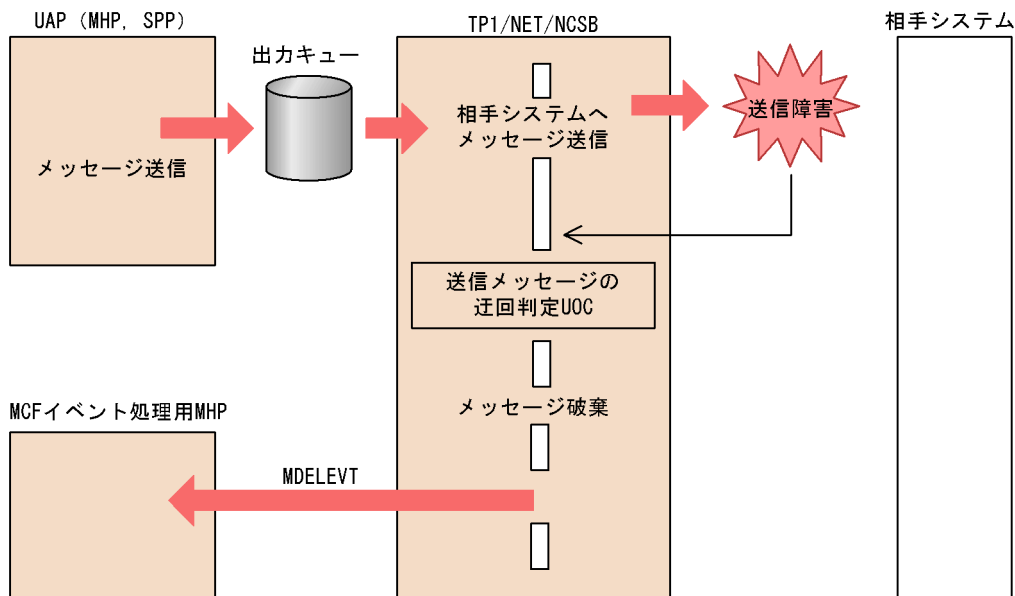 UAP（MHP，SPP）
TP1/NET/NCSB
相手システム
出力キュー
メッセージ送信
相手システムへ
メッセージ送信
送信障害
送信メッセージの
迂回判定UOC
メッセージ破棄
MCFイベント処理用MHP
MDELEVT